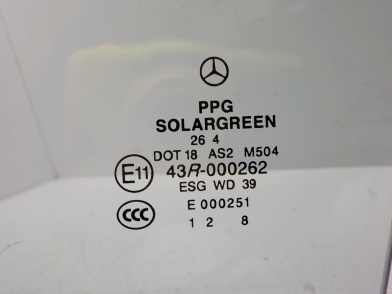 PPG
SOLARGREEN
26 4
DOT 18 AS2 M504
E11 43R-000262
ESG WD 39
CCC E 000251
1 2 8